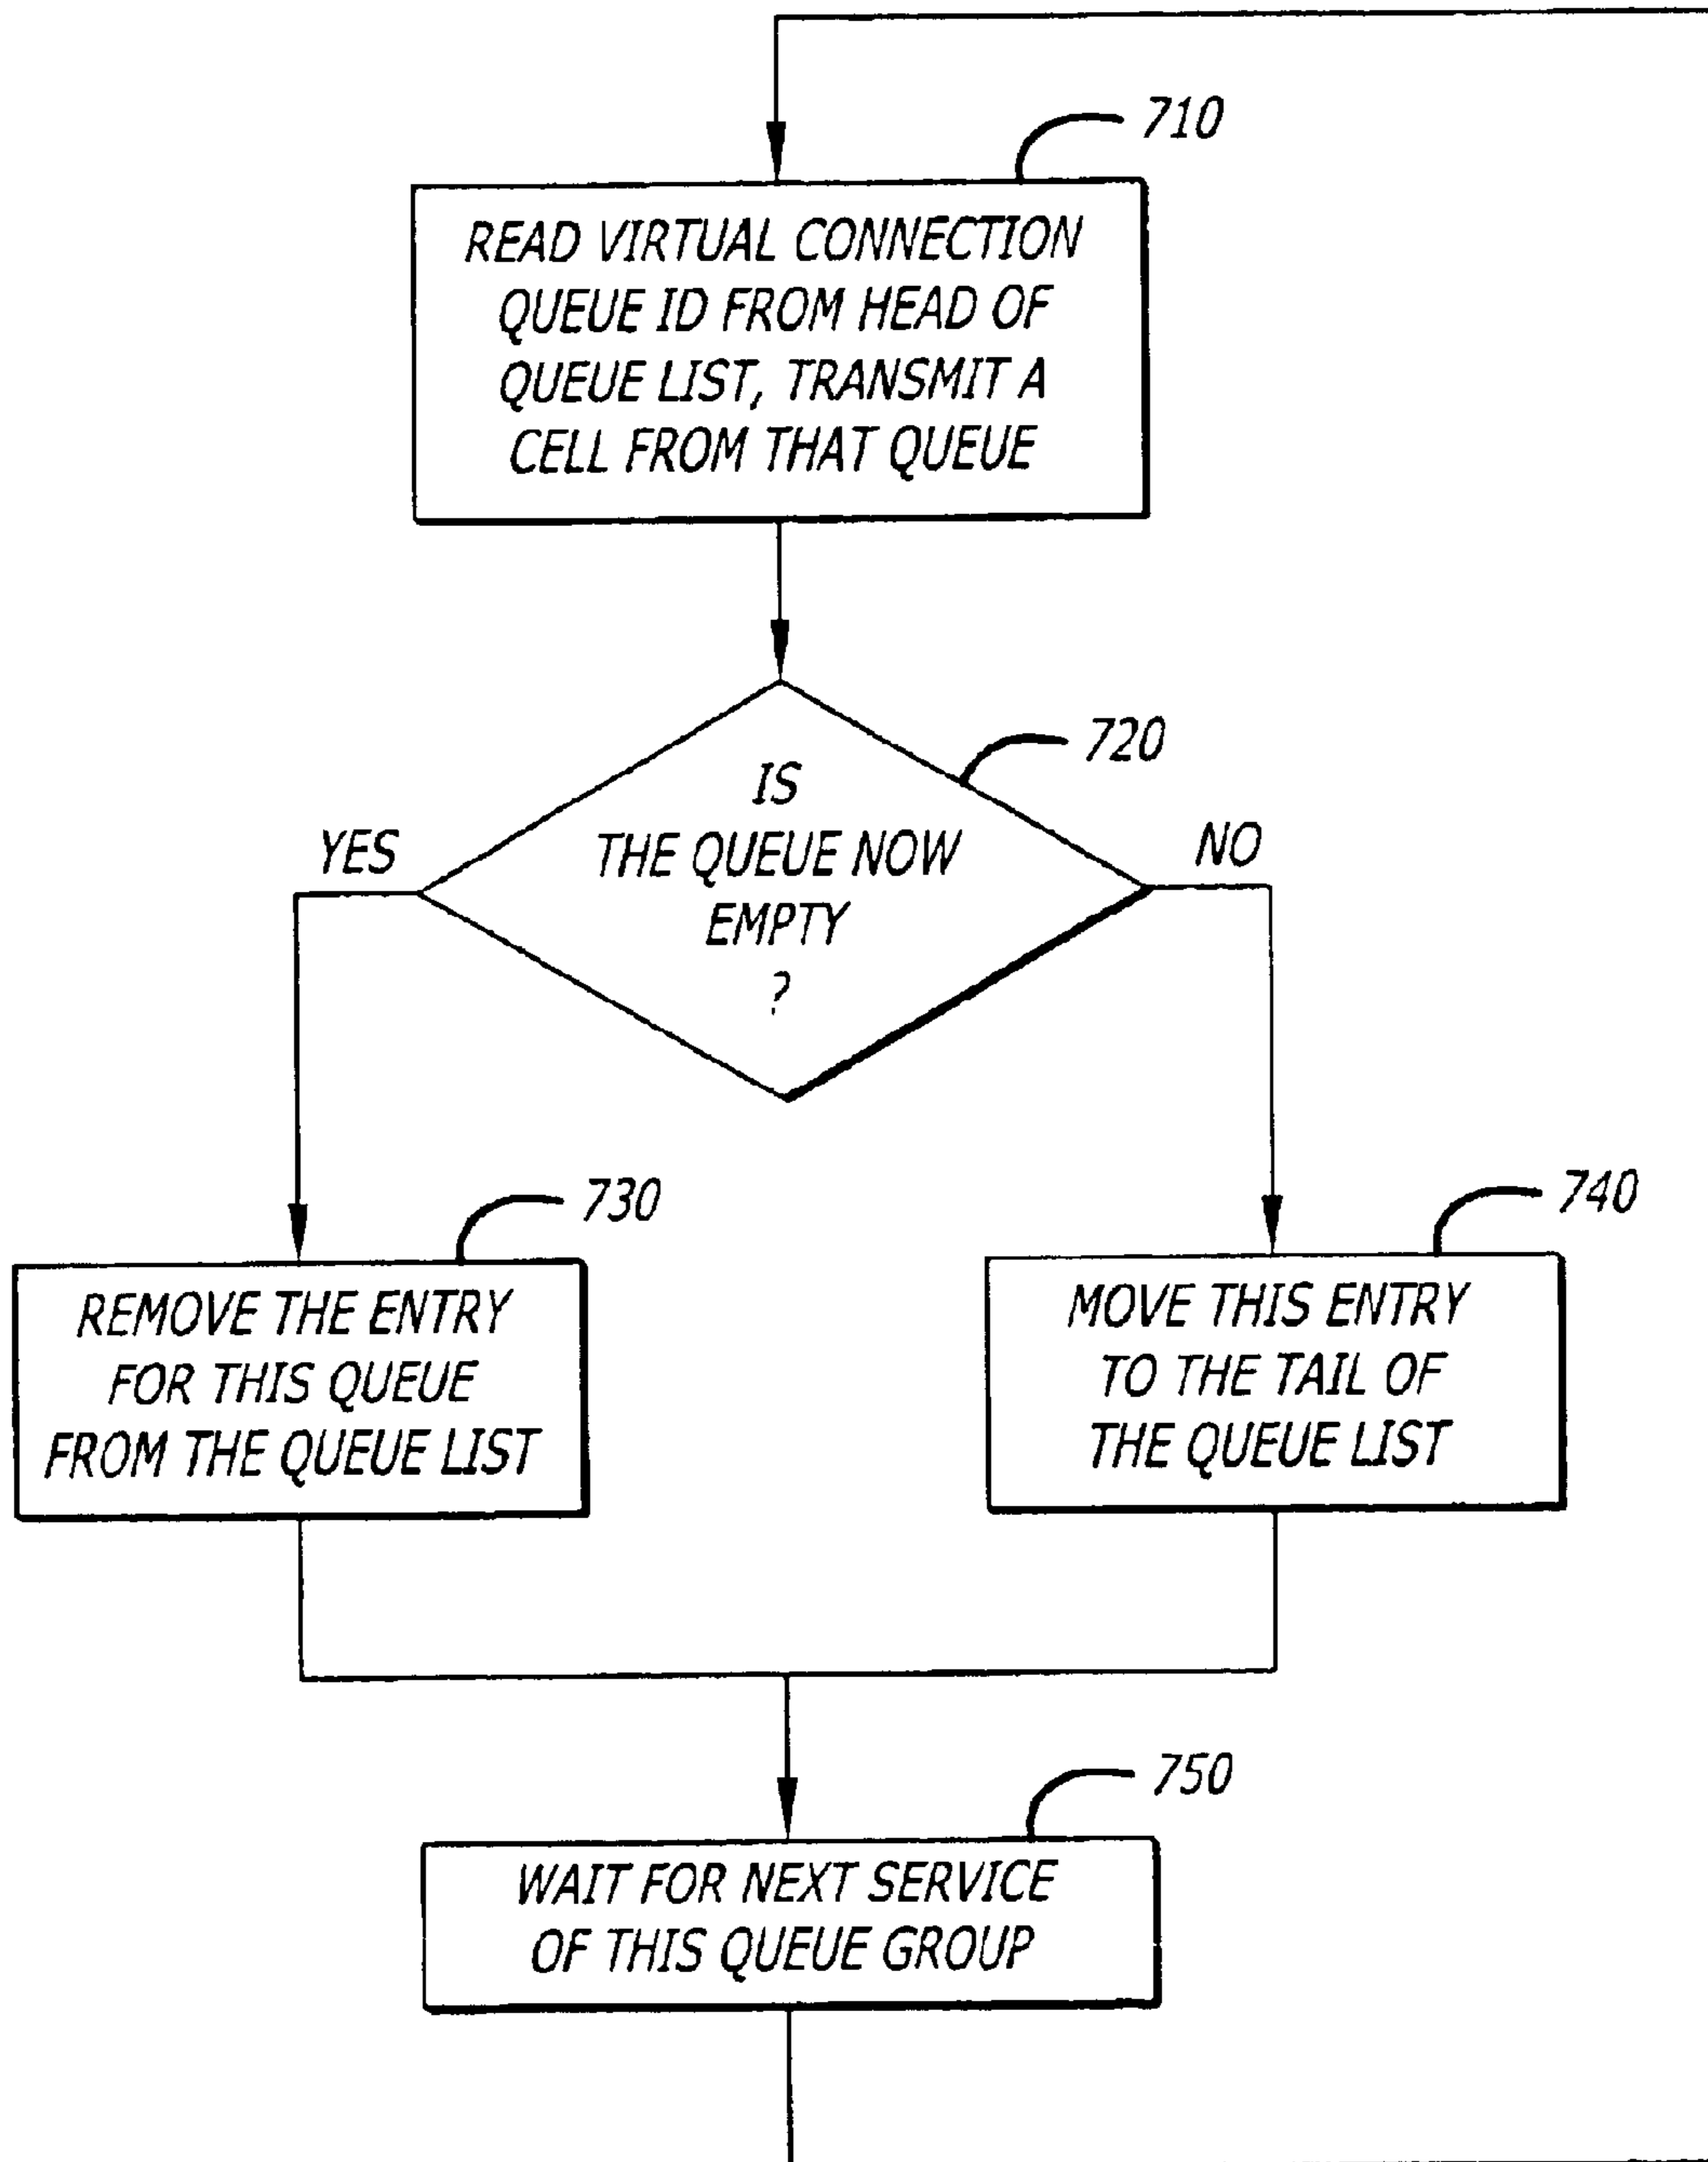 710
READ VIRTUAL CONNECTION
QUEUE ID FROM HEAD OF
QUEUE LIST, TRANSMIT A
CELL FROM THAT QUEUE
720
IS
THE QUEUE NOW
EMPTY
?
YES
NO
730
REMOVE THE ENTRY
FOR THIS QUEUE
FROM THE QUEUE LIST
740
MOVE THIS ENTRY
TO THE TAIL OF
THE QUEUE LIST
750
WAIT FOR NEXT SERVICE
OF THIS QUEUE GROUP